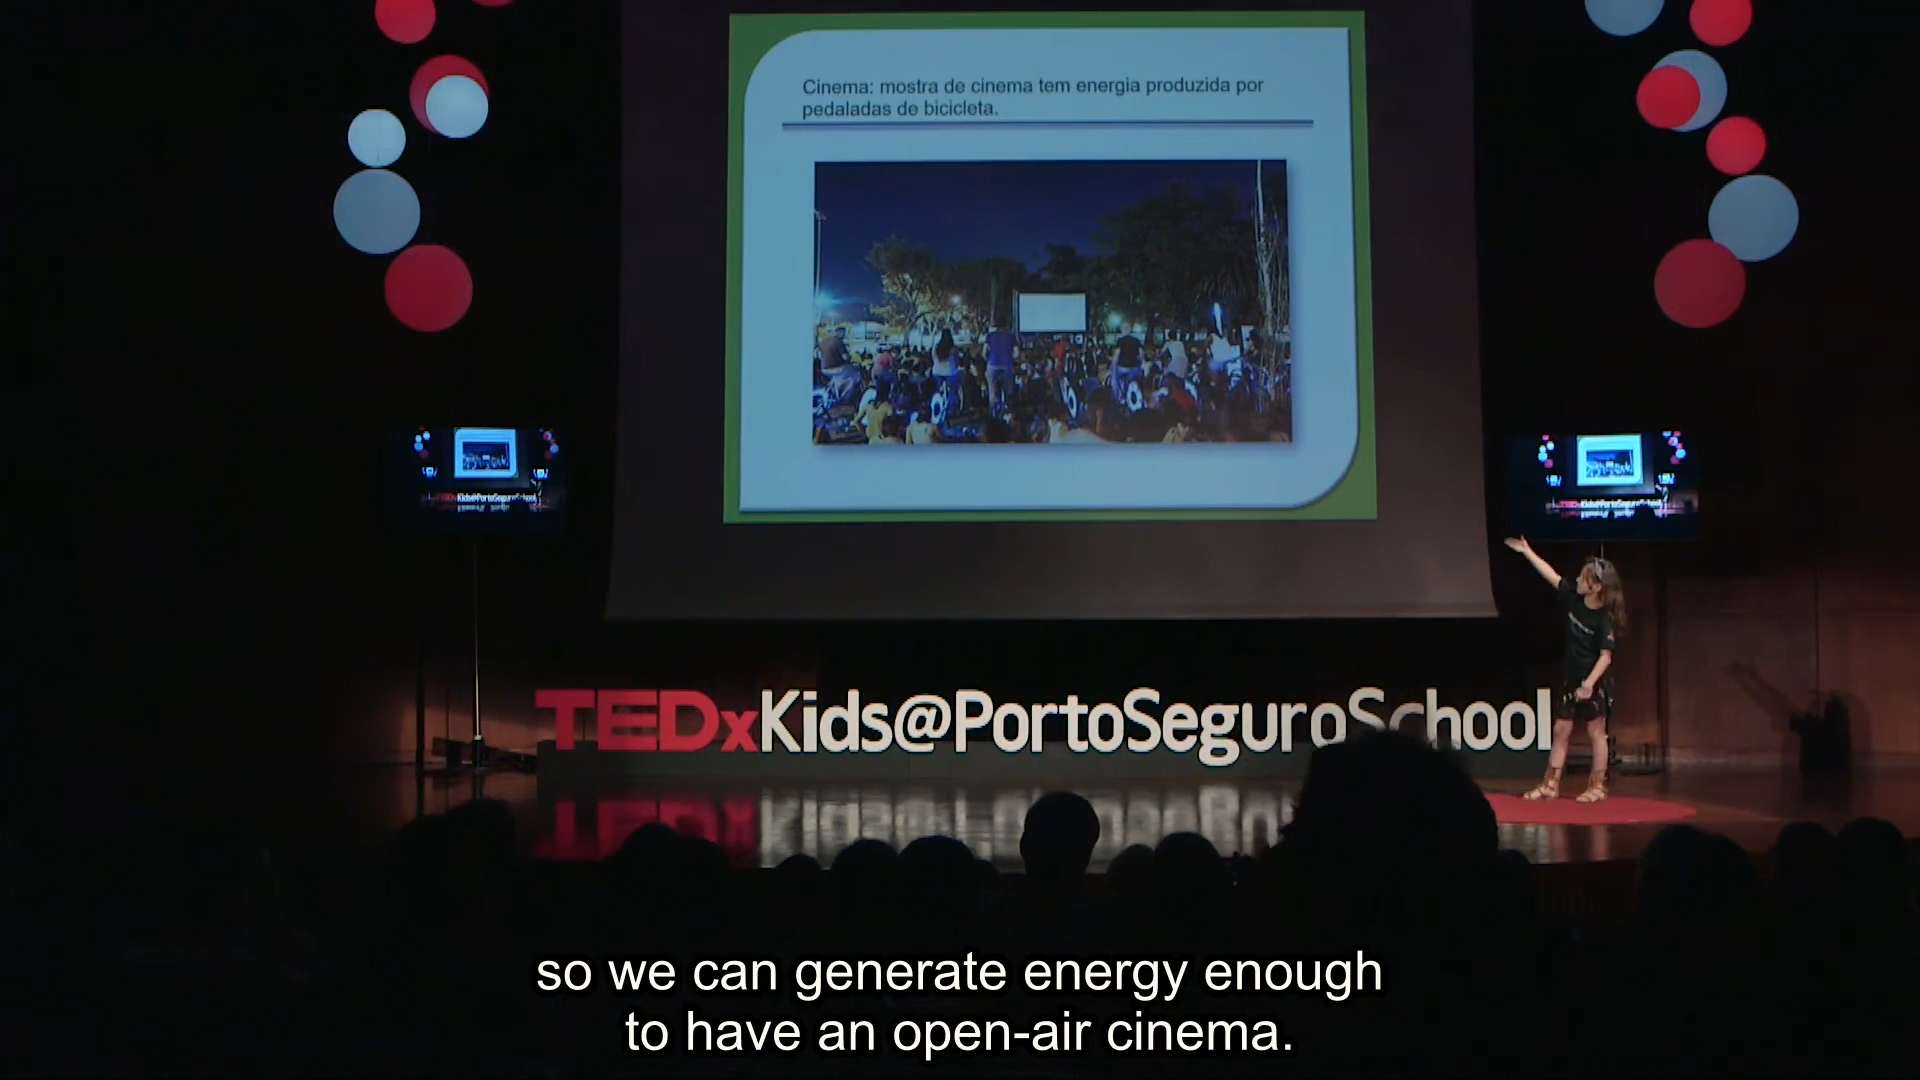 Cinema: mostra de cinema tem energia produzida por
pedaladas de bicicleta.
TEDxKids@PortoSeguroSchool
so we can generate energy enough
to have an open-air cinema.